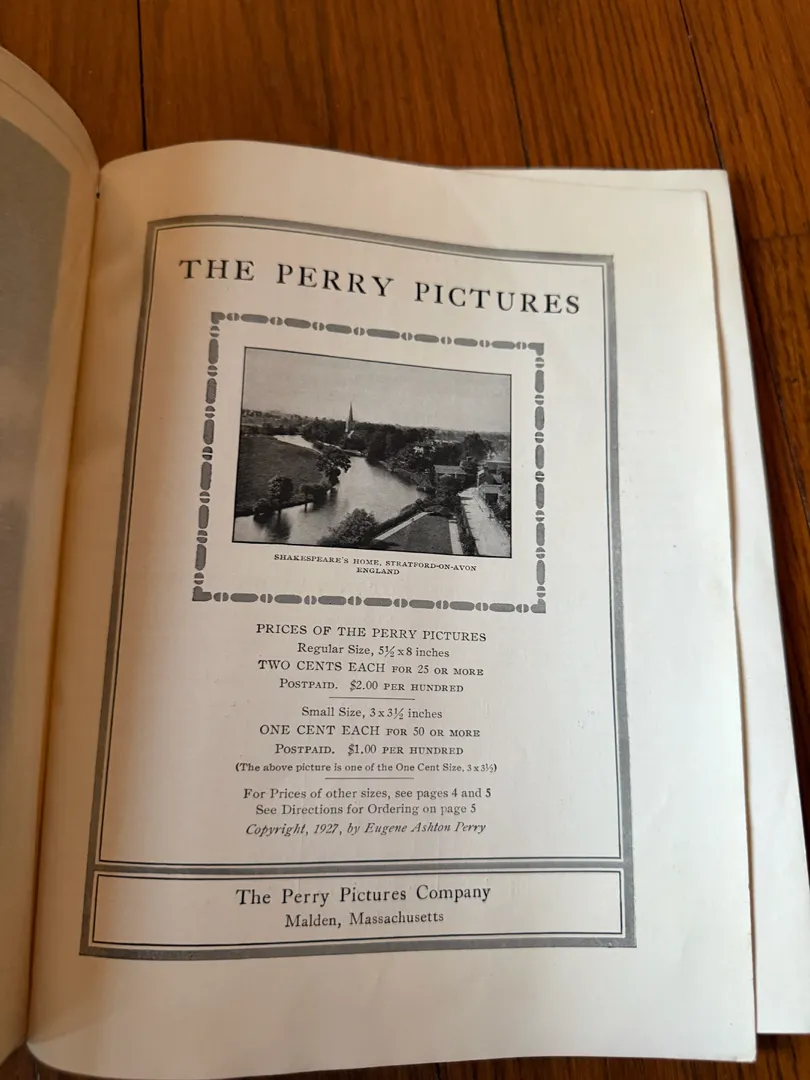 THE PERRY PICTURES
SHAKESPEARE'S HOME, STRATFORD-ON-AVON
ENGLAND
PRICES OF THE PERRY PICTURES
Regular Size, 5½ x 8 inches
TWO CENTS EACH FOR 25 OR MORE
POSTPAID. $2.00 PER HUNDRED
Small Size, 3 x 3½ inches
ONE CENT EACH FOR 50 OR MORE
POSTPAID. $1.00 PER HUNDRED
(The above picture is one of the One Cent Size, 3 x 3½)
For Prices of other sizes, see pages 4 and 5
See Directions for Ordering on page 5
Copyright, 1927, by Eugene Ashton Perry
The Perry Pictures Company
Malden, Massachusetts